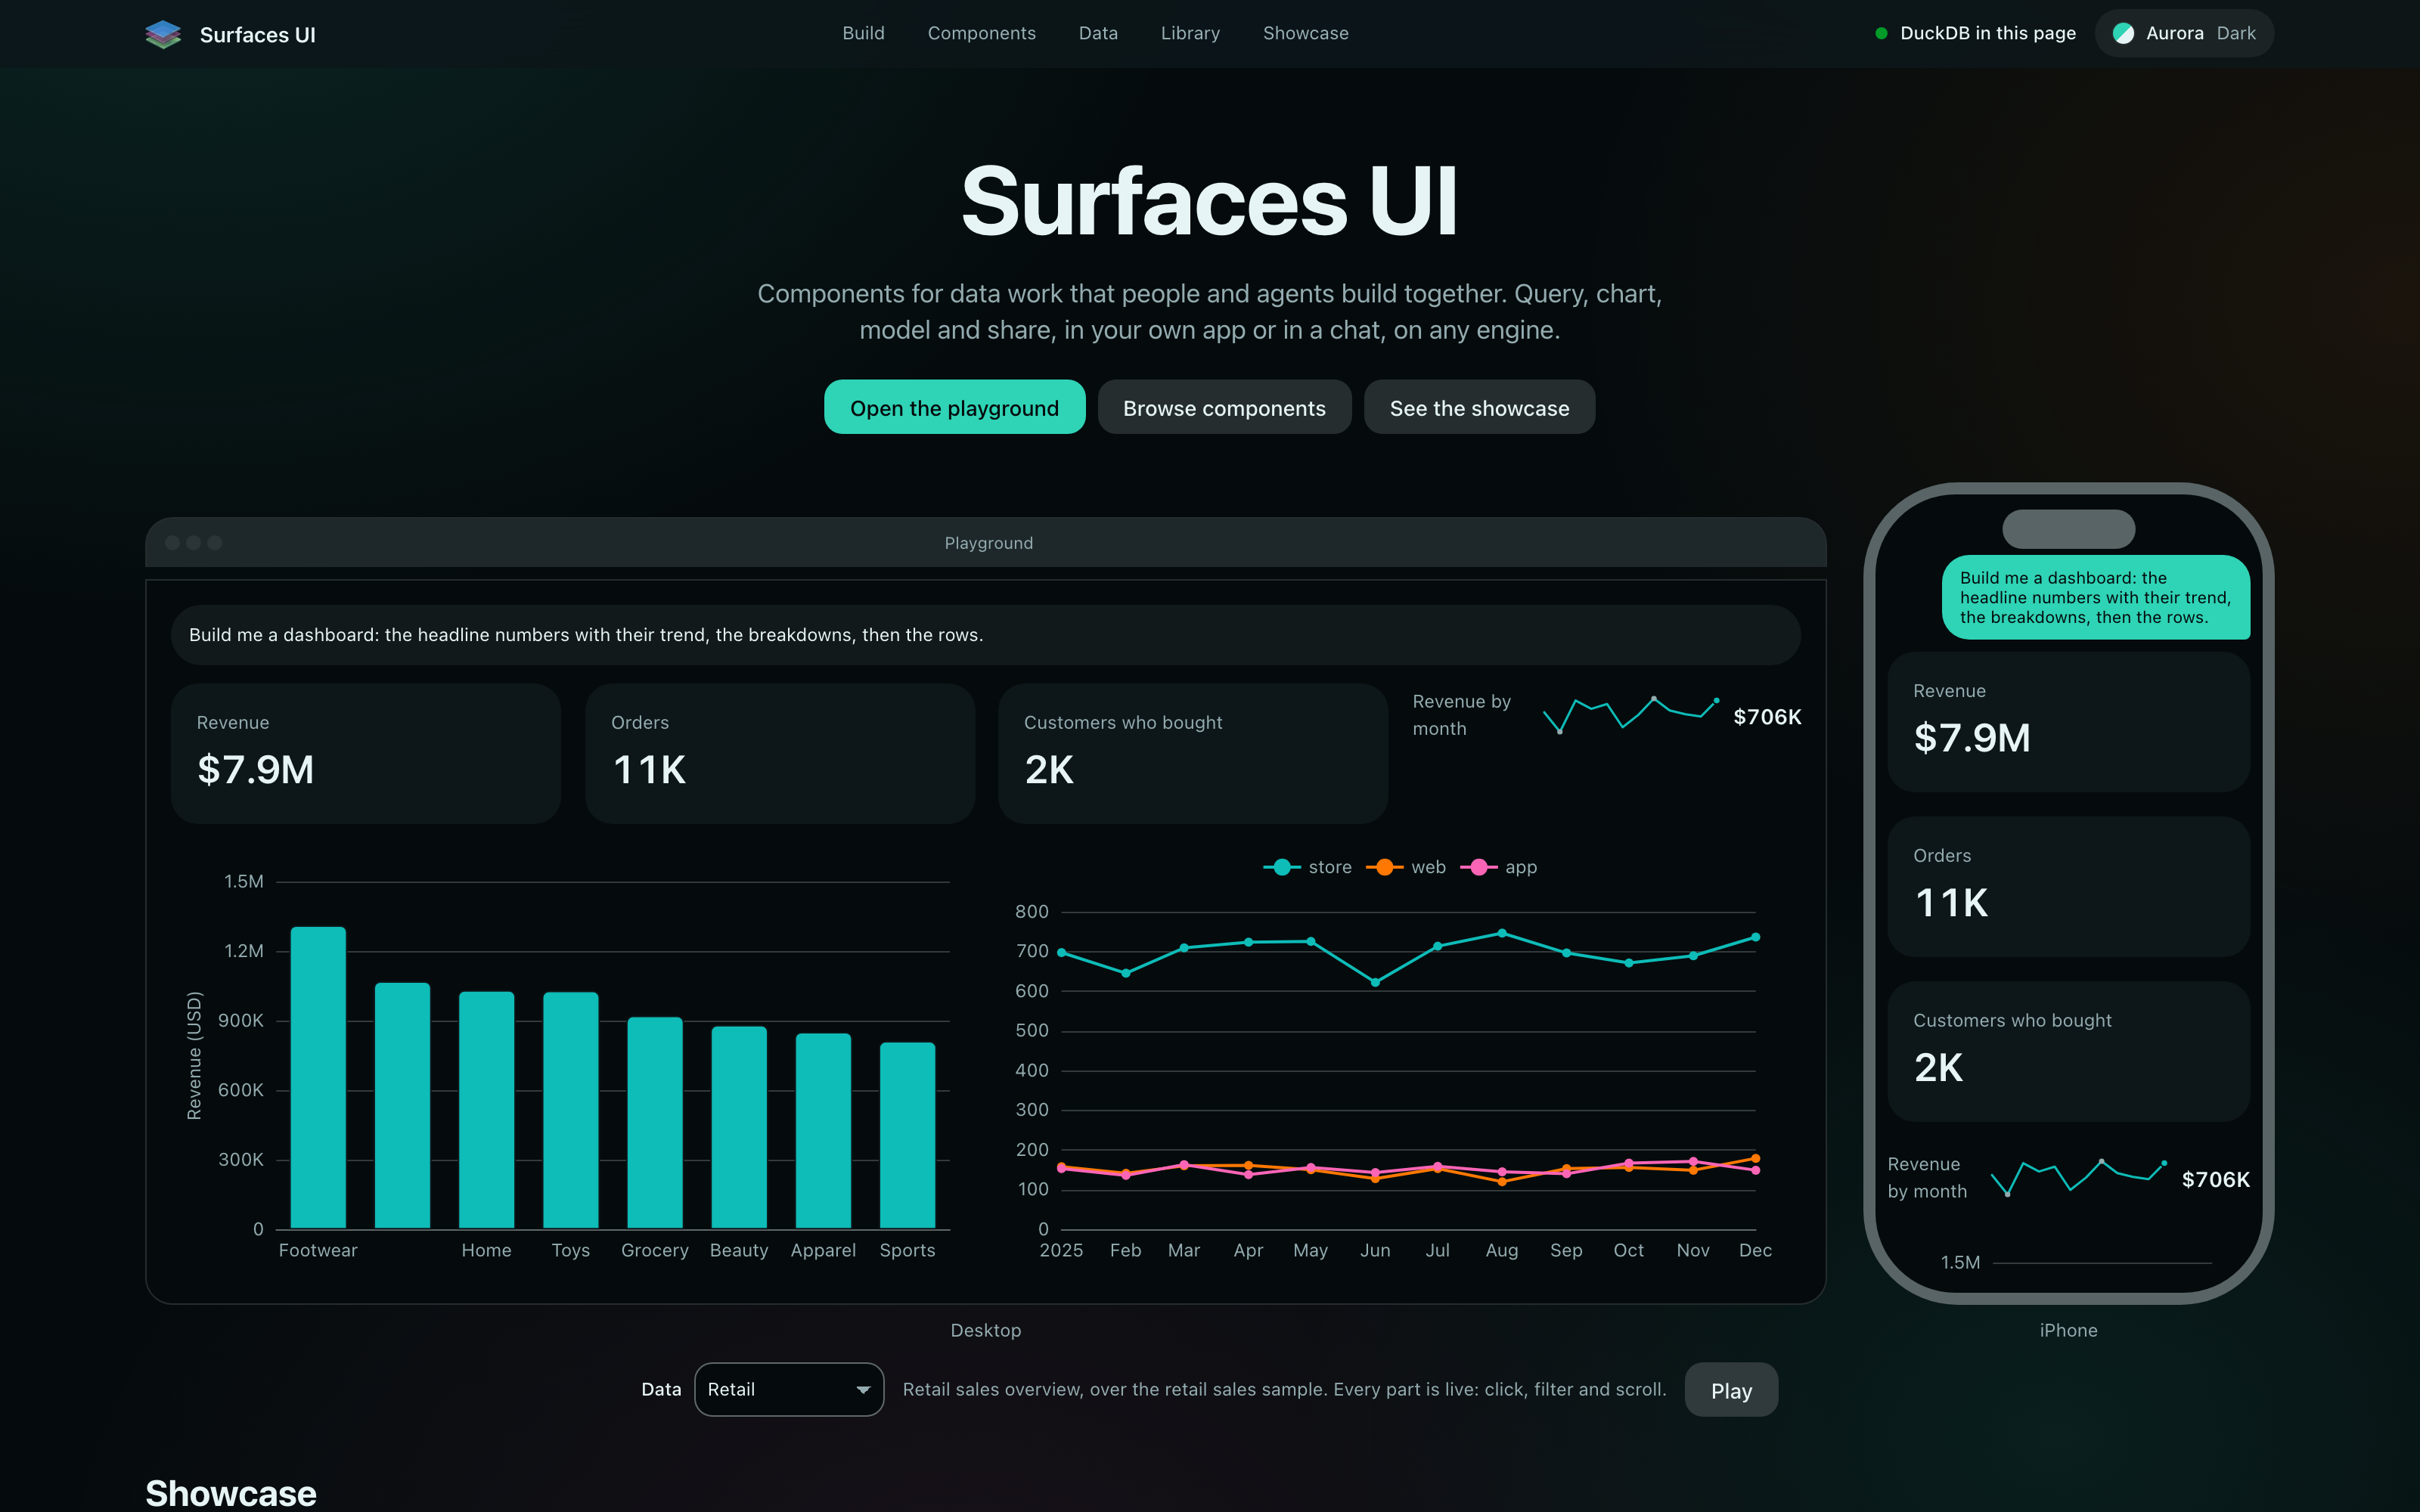 Surfaces UI
Build
Components
Data
Library
Showcase
DuckDB in this page
Aurora Dark
Surfaces UI
Components for data work that people and agents build together. Query, chart,
model and share, in your own app or in a chat, on any engine.
Open the playground
Browse components
See the showcase
Playground
Build me a dashboard: the headline numbers with their trend, the breakdowns, then the rows.
Revenue
$7.9M
Orders
11K
Customers who bought
2K
Revenue by
month
$706K
Revenue (USD)
1.5M
1.2M
900K
600K
300K
0
Footwear
Home
Toys
Grocery
Beauty
Apparel
Sports
store
web
app
800
700
600
500
400
300
200
100
0
2025
Feb
Mar
Apr
May
Jun
Jul
Aug
Sep
Oct
Nov
Dec
Desktop
Build me a dashboard: the
headline numbers with their trend,
the breakdowns, then the rows.
Revenue
$7.9M
Orders
11K
Customers who bought
2K
Revenue
by month
$706K
1.5M
iPhone
Data
Retail
Retail sales overview, over the retail sales sample. Every part is live: click, filter and scroll.
Play
Showcase